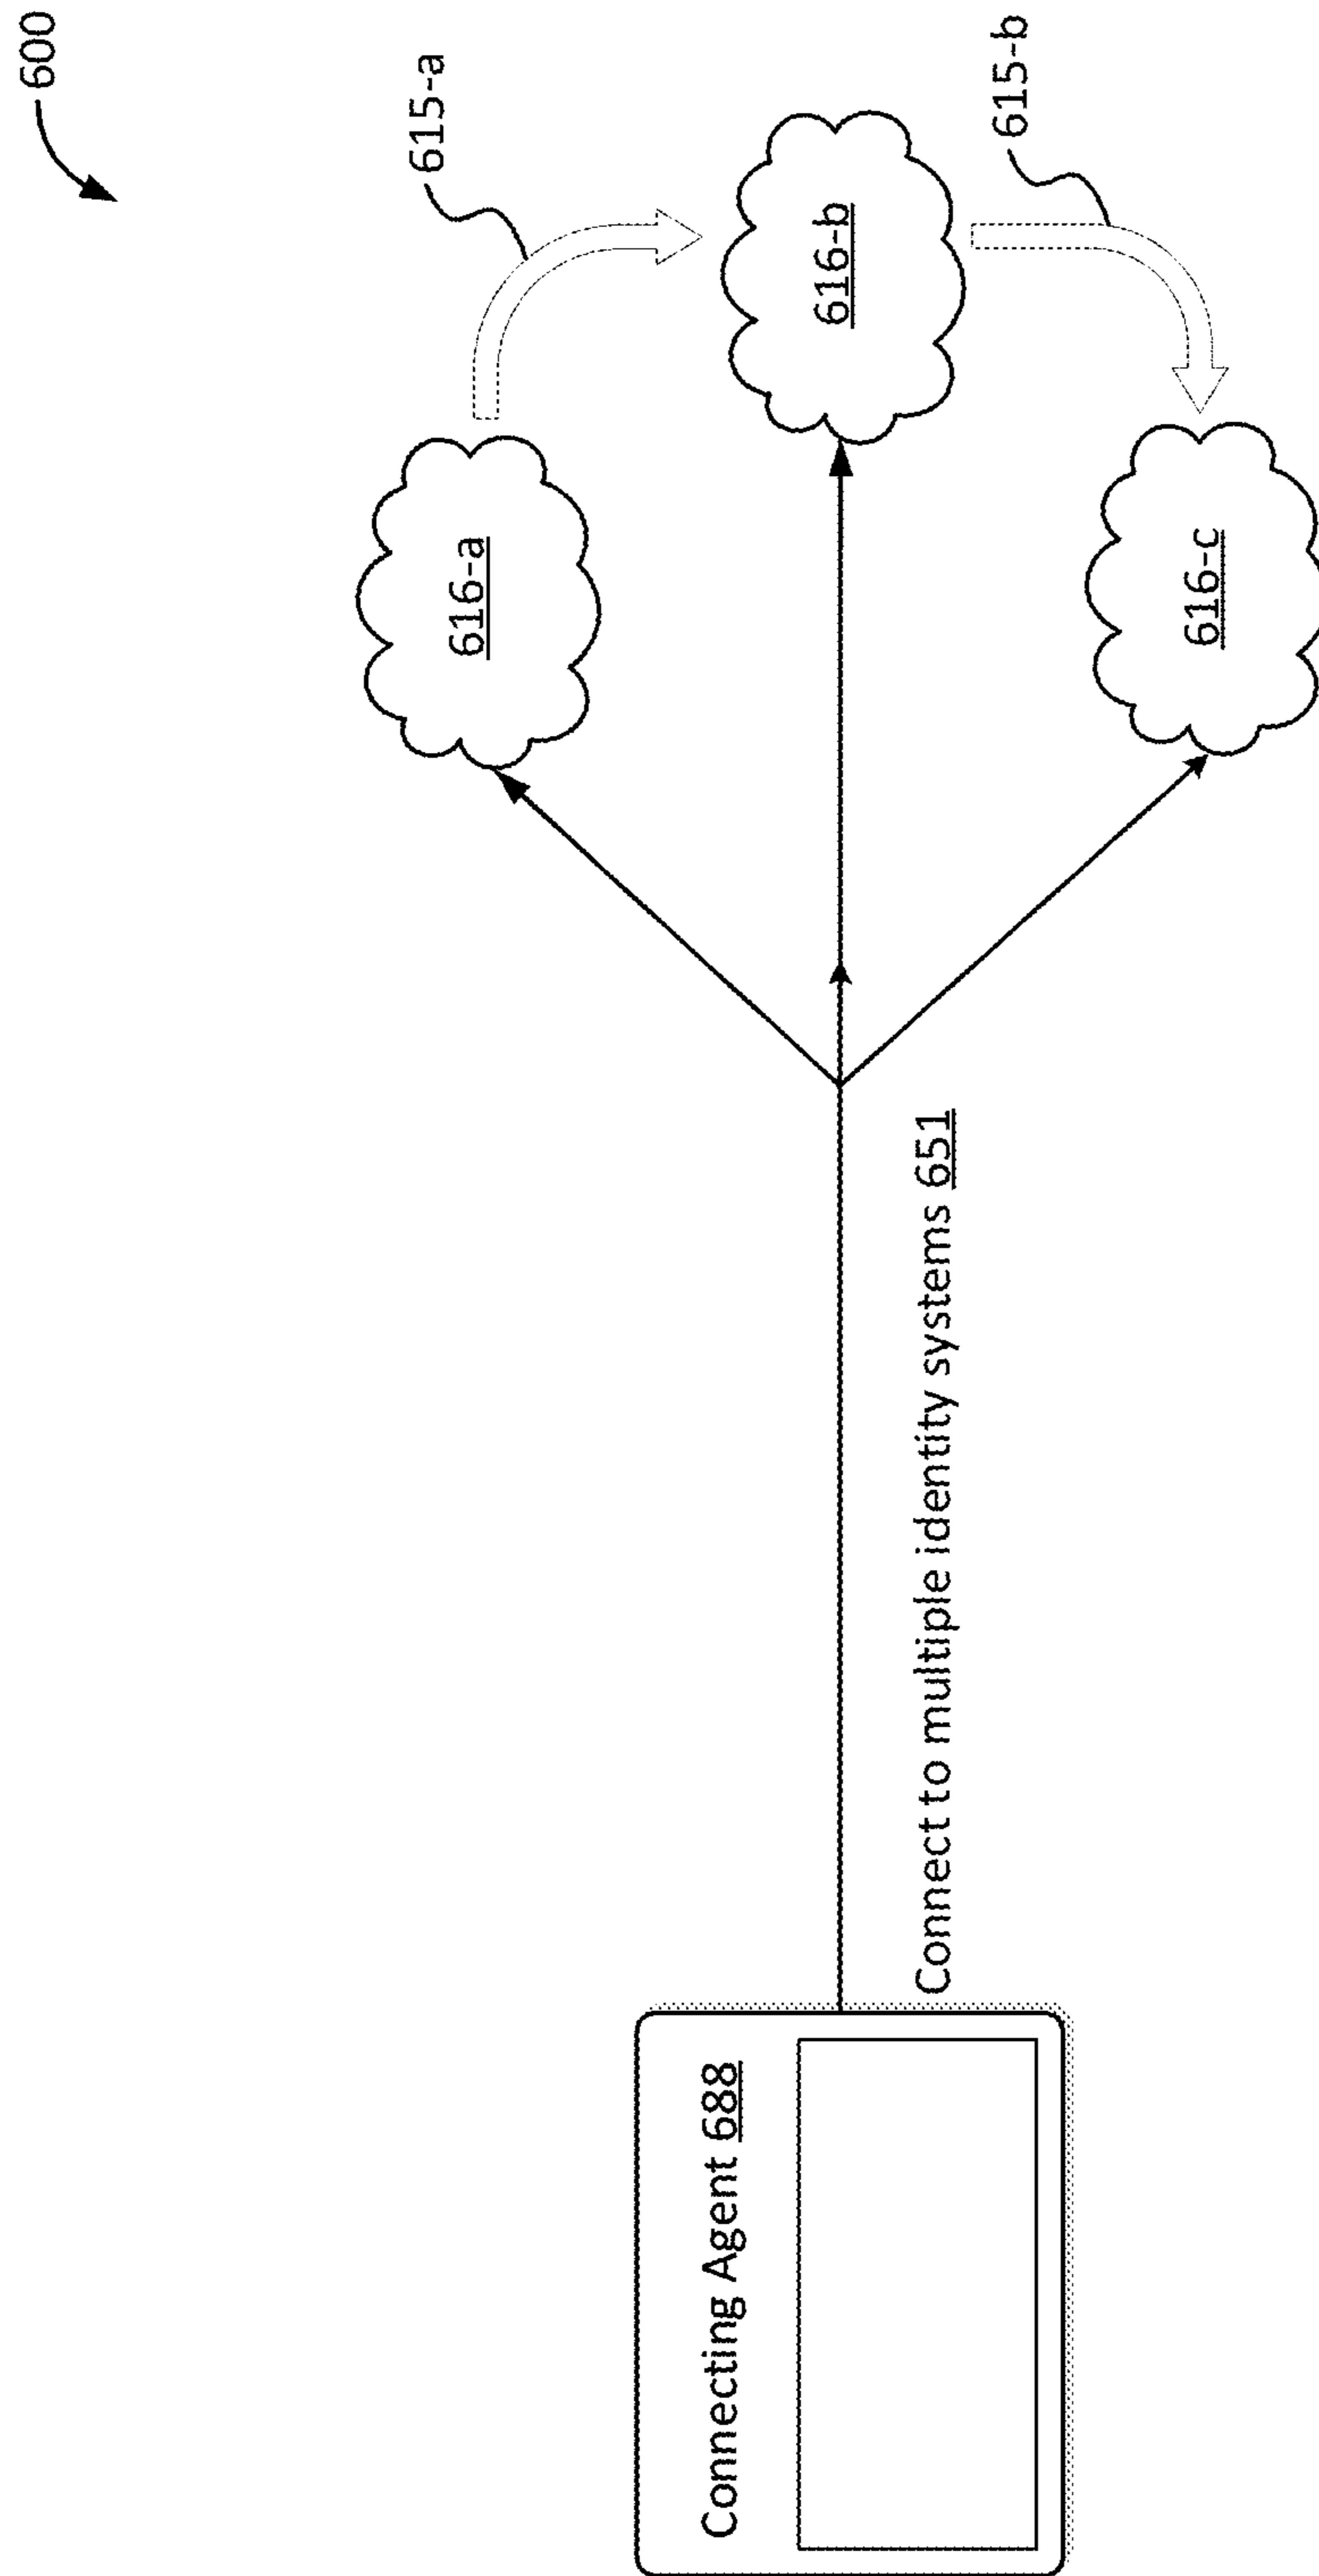 600
615-a
616-a
616-b
615-b
616-c
Connect to multiple identity systems 651
Connecting Agent 688